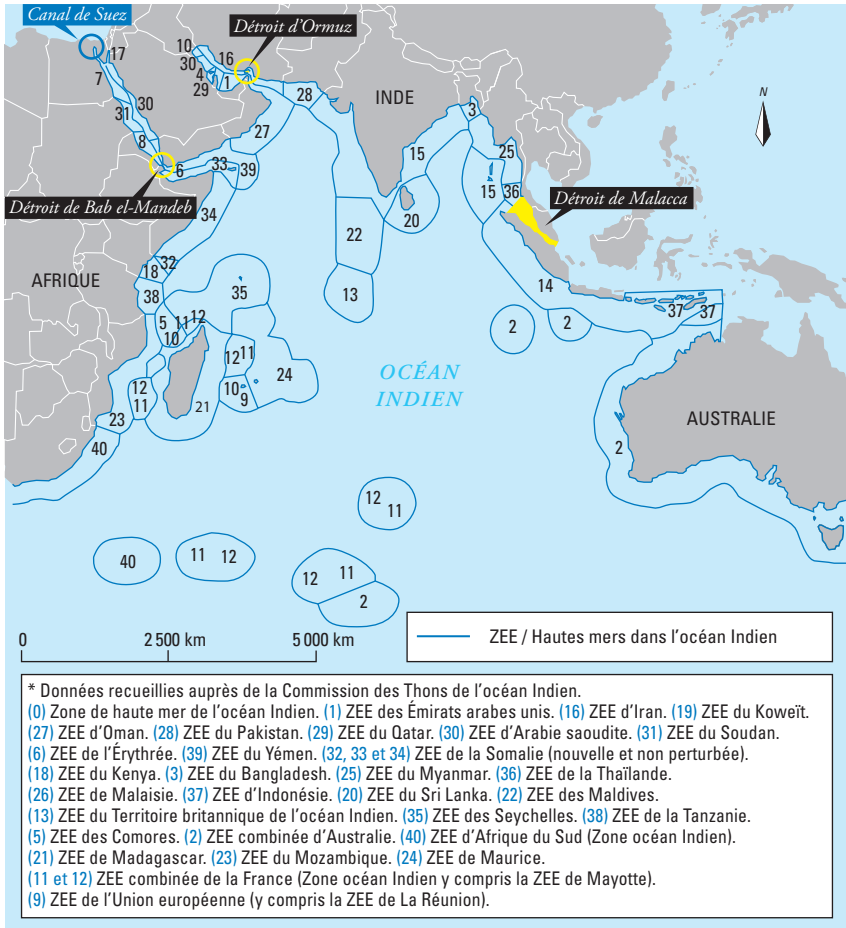 Canal de Suez
Détroit d'Ormuz
17
10
16
30
4
29
1
7
28
INDE
N
30
31
27
3
8
15
25
6
33
39
15
36
Détroit de Malacca
Détroit de Bab el-Mandeb
34
20
22
32
18
AFRIQUE
38
35
13
14
5
11
12
10
2
2
37
37
12
11
24
OCÉAN
INDIEN
12
11
10
9
21
23
AUSTRALIE
40
2
12
11
40
11
12
12
11
2
0
2 500 km
5 000 km
ZEE / Hautes mers dans l'océan Indien
* Données recueillies auprès de la Commission des Thons de l'océan Indien.
(0) Zone de haute mer de l'océan Indien. (1) ZEE des Émirats arabes unis. (16) ZEE d'Iran. (19) ZEE du Koweït.
(27) ZEE d'Oman. (28) ZEE du Pakistan. (29) ZEE du Qatar. (30) ZEE d'Arabie saoudite. (31) ZEE du Soudan.
(6) ZEE de l'Érythrée. (39) ZEE du Yémen. (32, 33 et 34) ZEE de la Somalie (nouvelle et non perturbée).
(18) ZEE du Kenya. (3) ZEE du Bangladesh. (25) ZEE du Myanmar. (36) ZEE de la Thaïlande.
(26) ZEE de Malaisie. (37) ZEE d'Indonésie. (20) ZEE du Sri Lanka. (22) ZEE des Maldives.
(13) ZEE du Territoire britannique de l'océan Indien. (35) ZEE des Seychelles. (38) ZEE de la Tanzanie.
(5) ZEE des Comores. (2) ZEE combinée d'Australie. (40) ZEE d'Afrique du Sud (Zone océan Indien).
(21) ZEE de Madagascar. (23) ZEE du Mozambique. (24) ZEE de Maurice.
(11 et 12) ZEE combinée de la France (Zone océan Indien y compris la ZEE de Mayotte).
(9) ZEE de l'Union européenne (y compris la ZEE de La Réunion).